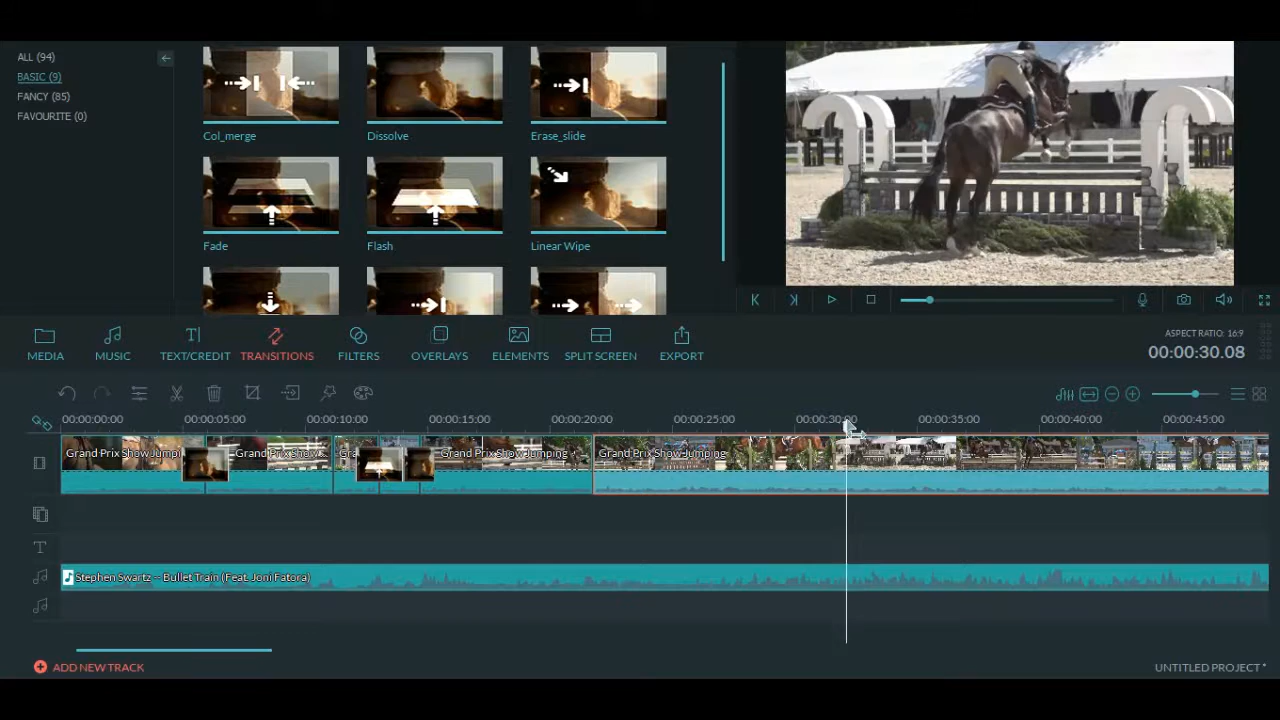 ALL (94)
BASIC (9)
FANCY (85)
FAVOURITE (0)
Col_merge
Dissolve
Erase_slide
Fade
Flash
Linear Wipe
MEDIA
MUSIC
TEXT/CREDIT
TRANSITIONS
FILTERS
OVERLAYS
ELEMENTS
SPLIT SCREEN
EXPORT
ASPECT RATIO: 16:9
00:00:30.08
00:00:00:00
00:00:05:00
00:00:10:00
00:00:15:00
00:00:20:00
00:00:25:00
00:00:30:00
00:00:35:00
00:00:40:00
00:00:45:00
Grand Prix Show Jumpi
Grand Prix Show
Gra
Grand Prix Show Jumping
Grand Prix Show Jumping
T
Stephen Swartz -- Bullet Train (Feat. Joni Fatora)
ADD NEW TRACK
UNTITLED PROJECT *